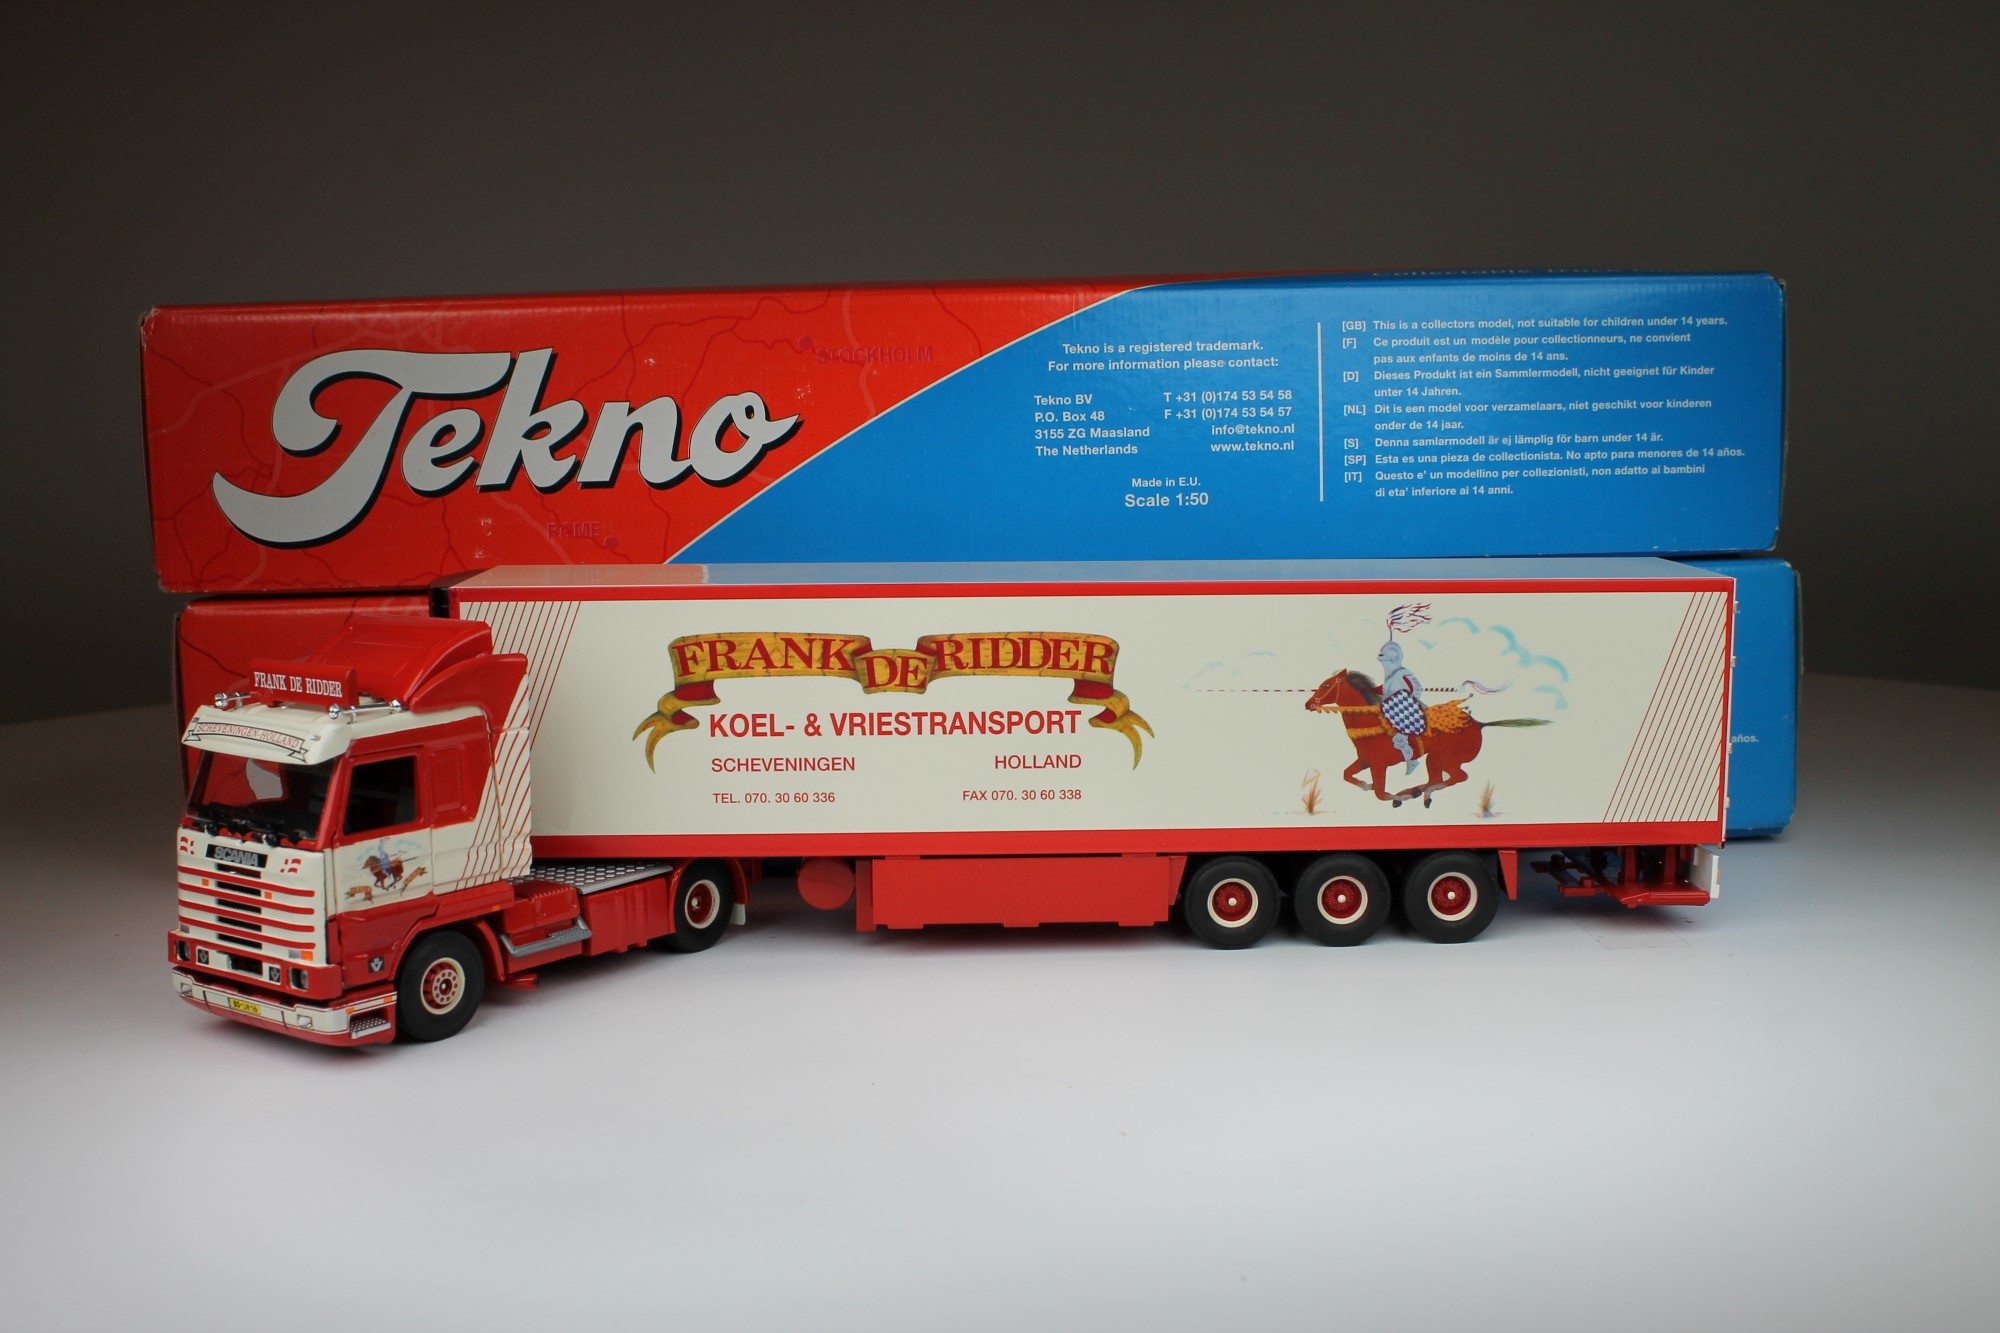 Tekno
STOCKHOLM
ROME
Tekno is a registered trademark.
For more information please contact:
Tekno BV
P.O. Box 48
3155 ZG Maasland
The Netherlands
T +31 (0)174 53 54 58
F +31 (0)174 53 54 57
info@tekno.nl
www.tekno.nl
Made in E.U.
Scale 1:50
[GB] This is a collectors model, not suitable for children under 14 years.
[F] Ce produit est un modèle pour collectionneurs, ne convient
pas aux enfants de moins de 14 ans.
[D] Dieses Produkt ist ein Sammlermodell, nicht geeignet für Kinder
unter 14 Jahren.
[NL] Dit is een model voor verzamelaars, niet geschikt voor kinderen
onder de 14 jaar.
[S] Denna samlarmodell är ej lämplig för barn under 14 år.
[SP] Esta es una pieza de collectionista. No apto para menores de 14 años.
[IT] Questo e' un modellino per collezionisti, non adatto ai bambini
di eta' inferiore ai 14 anni.
años.
FRANK DE RIDDER
KOEL- & VRIESTRANSPORT
SCHEVENINGEN HOLLAND
TEL. 070. 30 60 336 FAX 070. 30 60 338
FRANK DE RIDDER
SCHEVENINGEN-HOLLAND
SCANIA